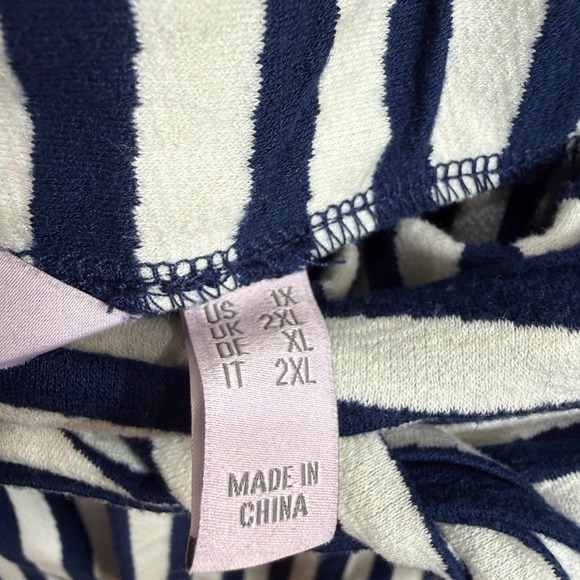 US 1X
UK 2XL
DE XL
IT 2XL
MADE IN
CHINA